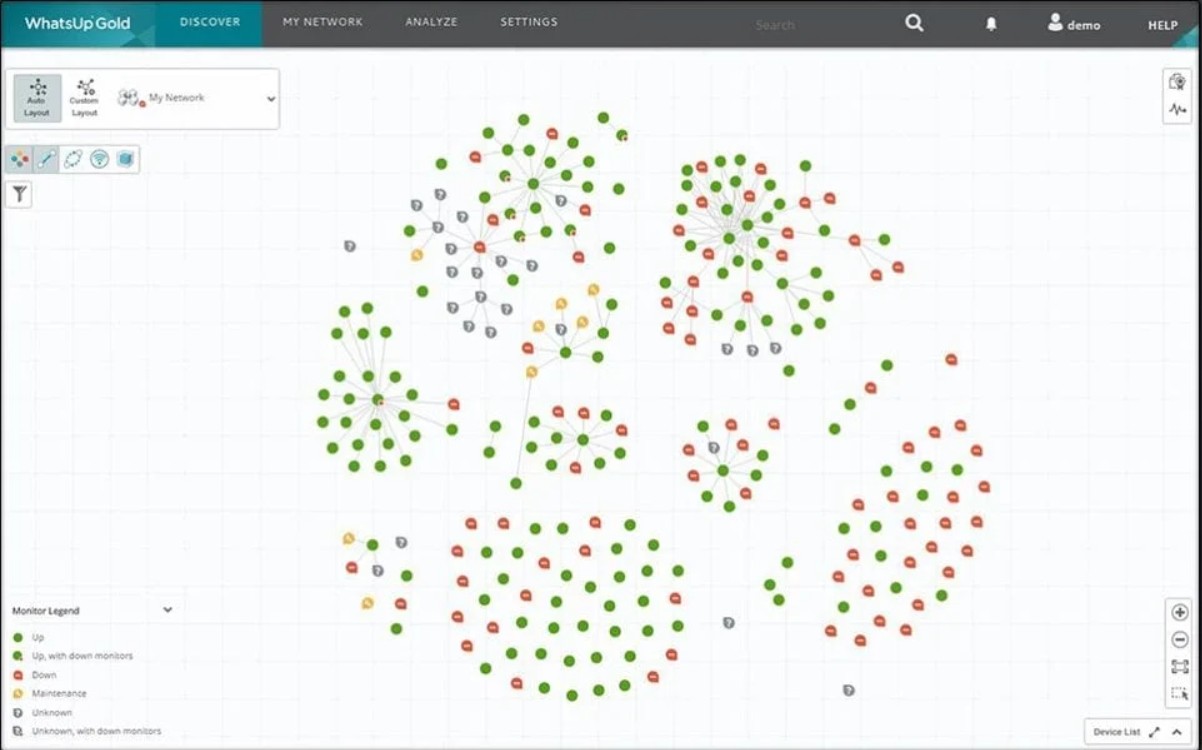 WhatsUp Gold DISCOVER MY NETWORK ANALYZE SETTINGS Search demo HELP
Auto Layout
Custom Layout
My Network
Monitor Legend
Up
Up, with down monitors
Down
Maintenance
Unknown
Unknown, with down monitors
Device List